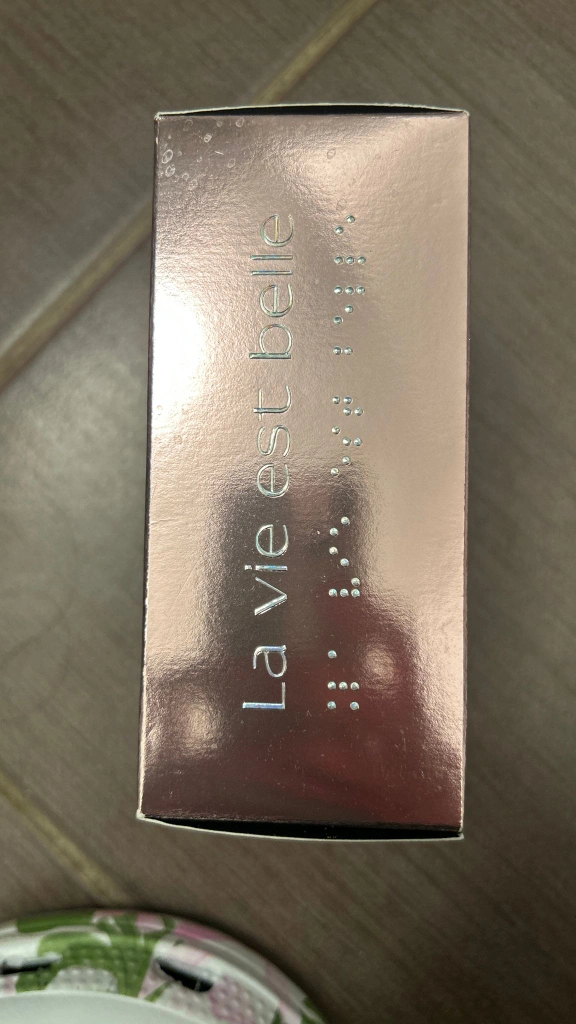 La vie est belle
⠨⠇⠁ ⠧⠊⠑ ⠑⠎⠞ ⠃⠑⠇⠇⠑